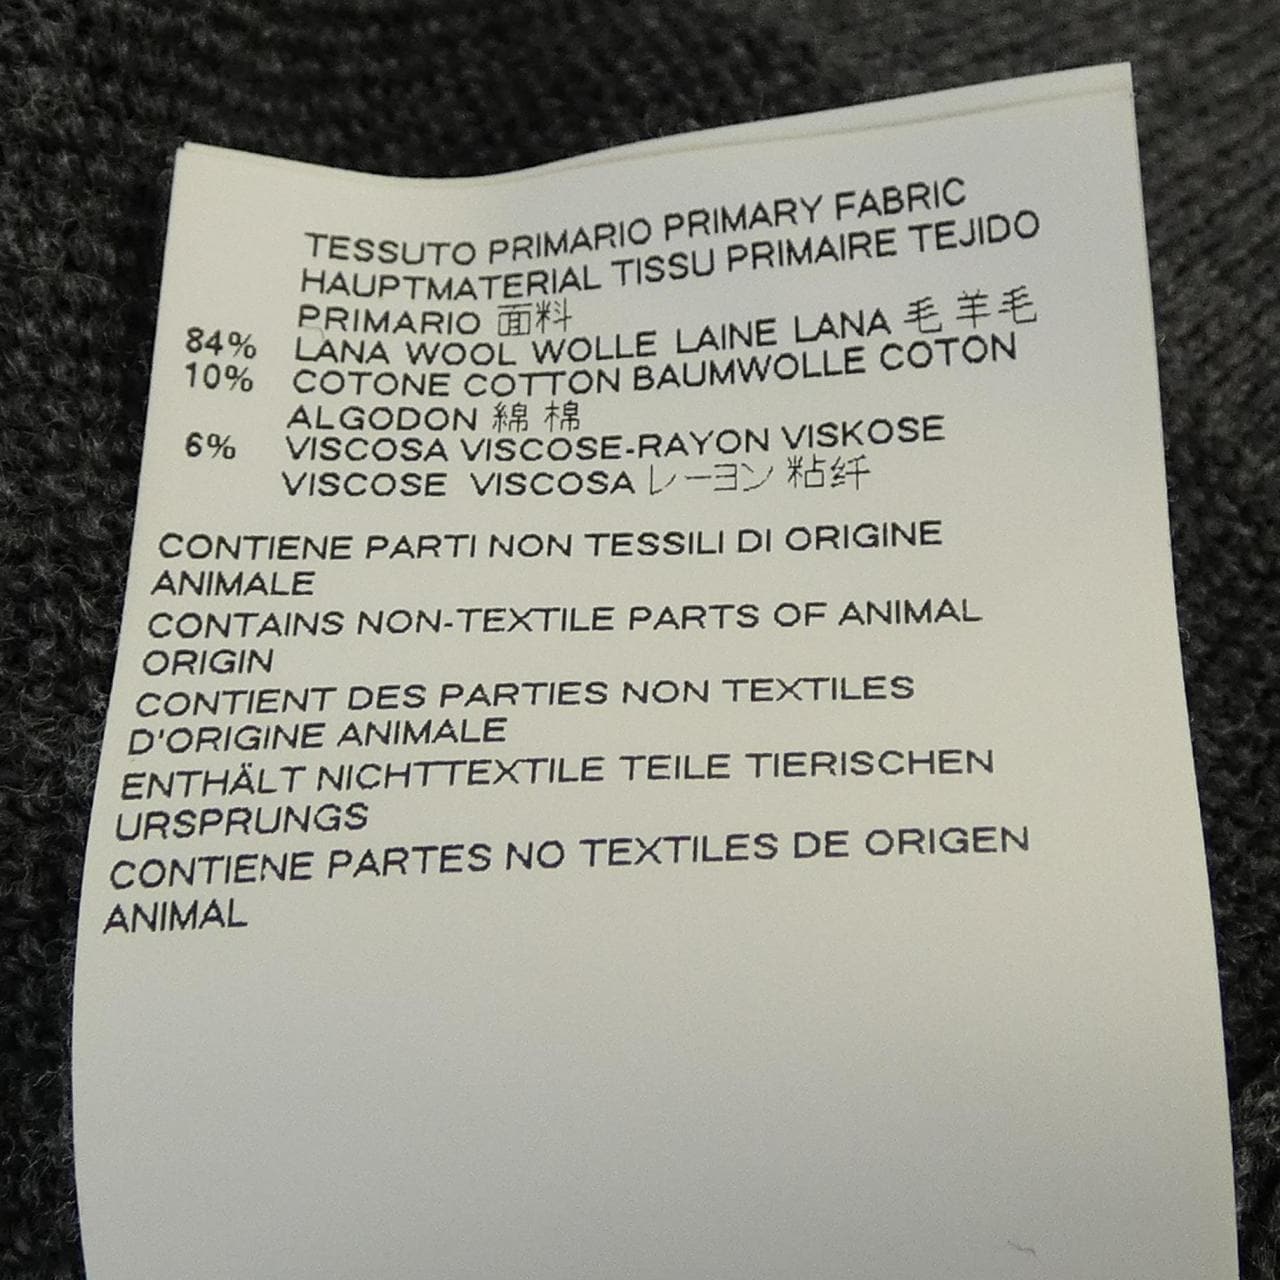 TESSUTO PRIMARIO PRIMARY FABRIC
HAUPTMATERIAL TISSU PRIMAIRE TEJIDO
PRIMARIO 面料
84% LANA WOOL WOLLE LAINE LANA 毛 羊毛
10% COTONE COTTON BAUMWOLLE COTON
ALGODON 綿 棉
6% VISCOSA VISCOSE-RAYON VISKOSE
VISCOSE VISCOSA レーヨン 粘纤
CONTIENE PARTI NON TESSILI DI ORIGINE
ANIMALE
CONTAINS NON-TEXTILE PARTS OF ANIMAL
ORIGIN
CONTIENT DES PARTIES NON TEXTILES
D'ORIGINE ANIMALE
ENTHÄLT NICHTTEXTILE TEILE TIERISCHEN
URSPRUNGS
CONTIENE PARTES NO TEXTILES DE ORIGEN
ANIMAL